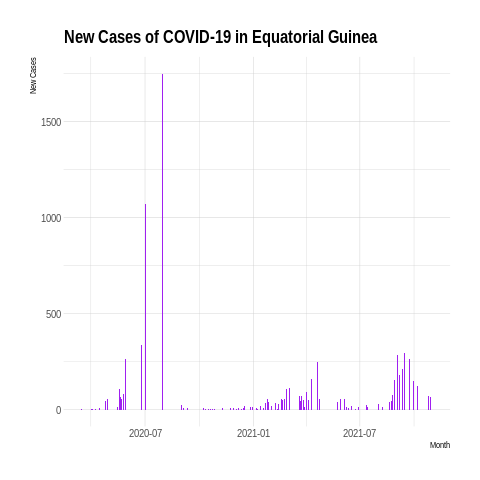 New Cases of COVID-19 in Equatorial Guinea
New Cases
1500
1000
500
0
2020-07 2021-01 2021-07
Month